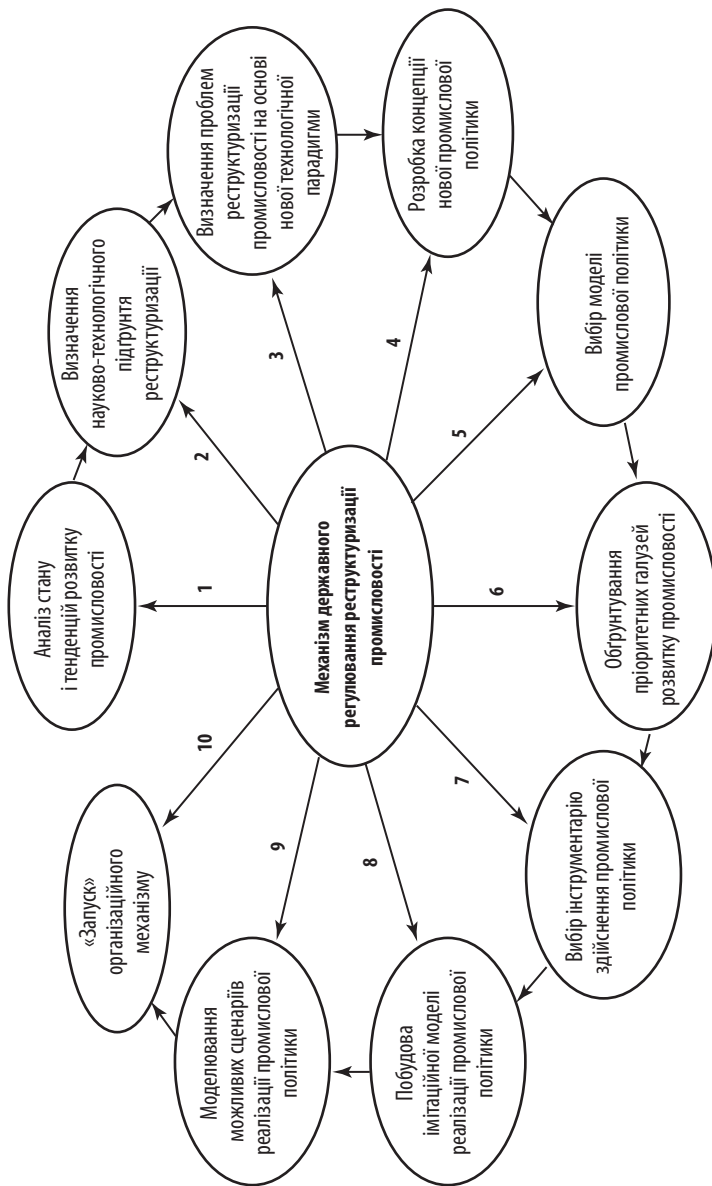 Механізм державного
регулювання реструктуризації
промисловості
1
Аналіз стану
і тенденцій розвитку
промисловості
2
Визначення
науково-технологічного
підґрунтя
реструктуризації
3
Визначення проблем
реструктуризації
промисловості на основі
нової технологічної
парадигми
4
Розробка концепції
нової промислової
політики
5
Вибір моделі
промислової політики
6
Обґрунтування
пріоритетних галузей
розвитку промисловості
7
Вибір інструментарію
здійснення промислової
політики
8
Побудова
імітаційної моделі
реалізації промислової
політики
9
Моделювання
можливих сценаріїв
реалізації промислової
політики
10
«Запуск»
організаційного
механізму